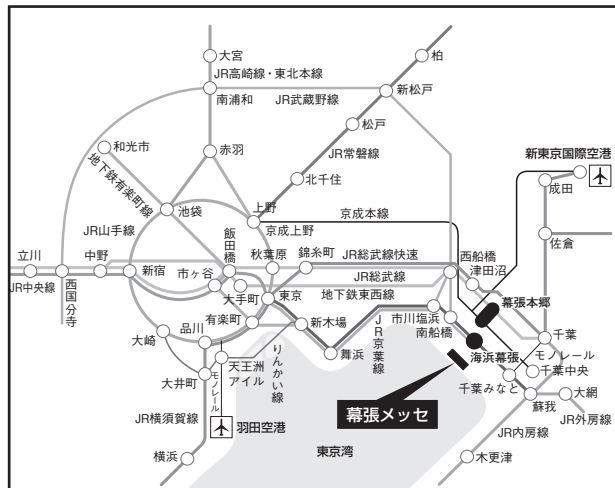 大宮
柏
JR高崎線・東北本線
南浦和
JR武蔵野線
新松戸
和光市
松戸
赤羽
JR常磐線
新東京国際空港
地下鉄有楽町線
北千住
成田
池袋
上野
京成本線
京成上野
JR山手線
飯田橋
佐倉
秋葉原
錦糸町
JR総武線快速
西船橋
立川
中野
新宿
市ヶ谷
JR総武線
津田沼
JR中央線
西国分寺
大手町
東京
地下鉄東西線
幕張本郷
有楽町
新木場
市川塩浜
南船橋
千葉
大崎
品川
りんかい線
舞浜
JR京葉線
海浜幕張
モノレール
天王洲アイル
千葉中央
大井町
モノレール
千葉みなと
大網
幕張メッセ
蘇我
JR外房線
JR横須賀線
羽田空港
JR内房線
横浜
東京湾
木更津